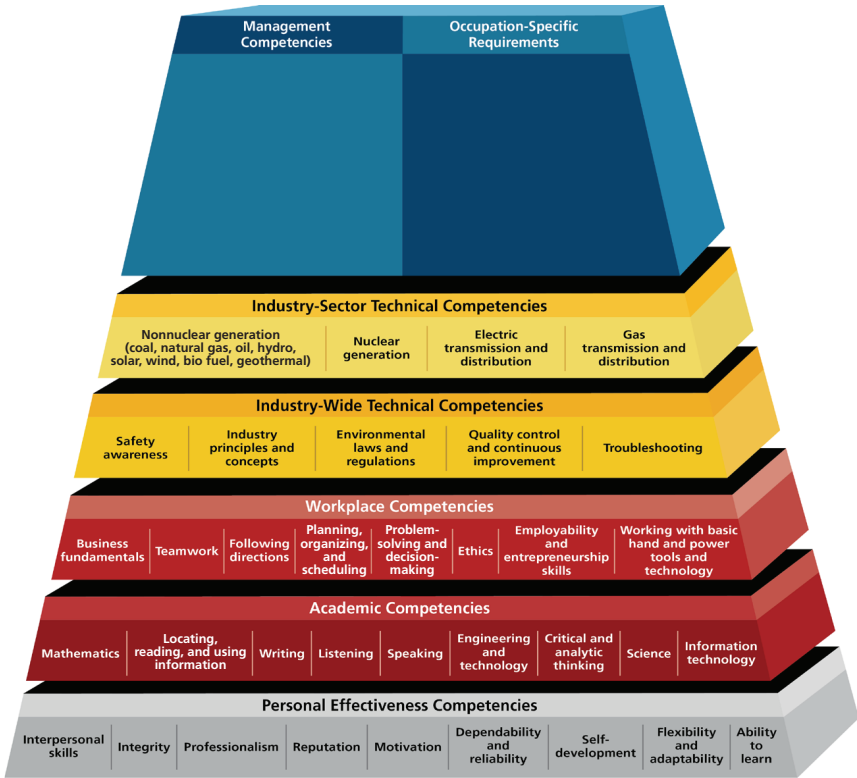 Management
Competencies
Occupation-Specific
Requirements
Industry-Sector Technical Competencies
Nonnuclear generation
(coal, natural gas, oil, hydro,
solar, wind, bio fuel, geothermal)
Nuclear
generation
Electric
transmission and
distribution
Gas
transmission and
distribution
Industry-Wide Technical Competencies
Safety
awareness
Industry
principles and
concepts
Environmental
laws and
regulations
Quality control
and continuous
improvement
Troubleshooting
Workplace Competencies
Business
fundamentals
Teamwork
Following
directions
Planning,
organizing,
and
scheduling
Problem-
solving and
decision-
making
Ethics
Employability
and
entrepreneurship
skills
Working with basic
hand and power
tools and
technology
Academic Competencies
Mathematics
Locating,
reading, and using
information
Writing
Listening
Speaking
Engineering
and
technology
Critical and
analytic
thinking
Science
Information
technology
Personal Effectiveness Competencies
Interpersonal
skills
Integrity
Professionalism
Reputation
Motivation
Dependability
and
reliability
Self-
development
Flexibility
and
adaptability
Ability
to
learn